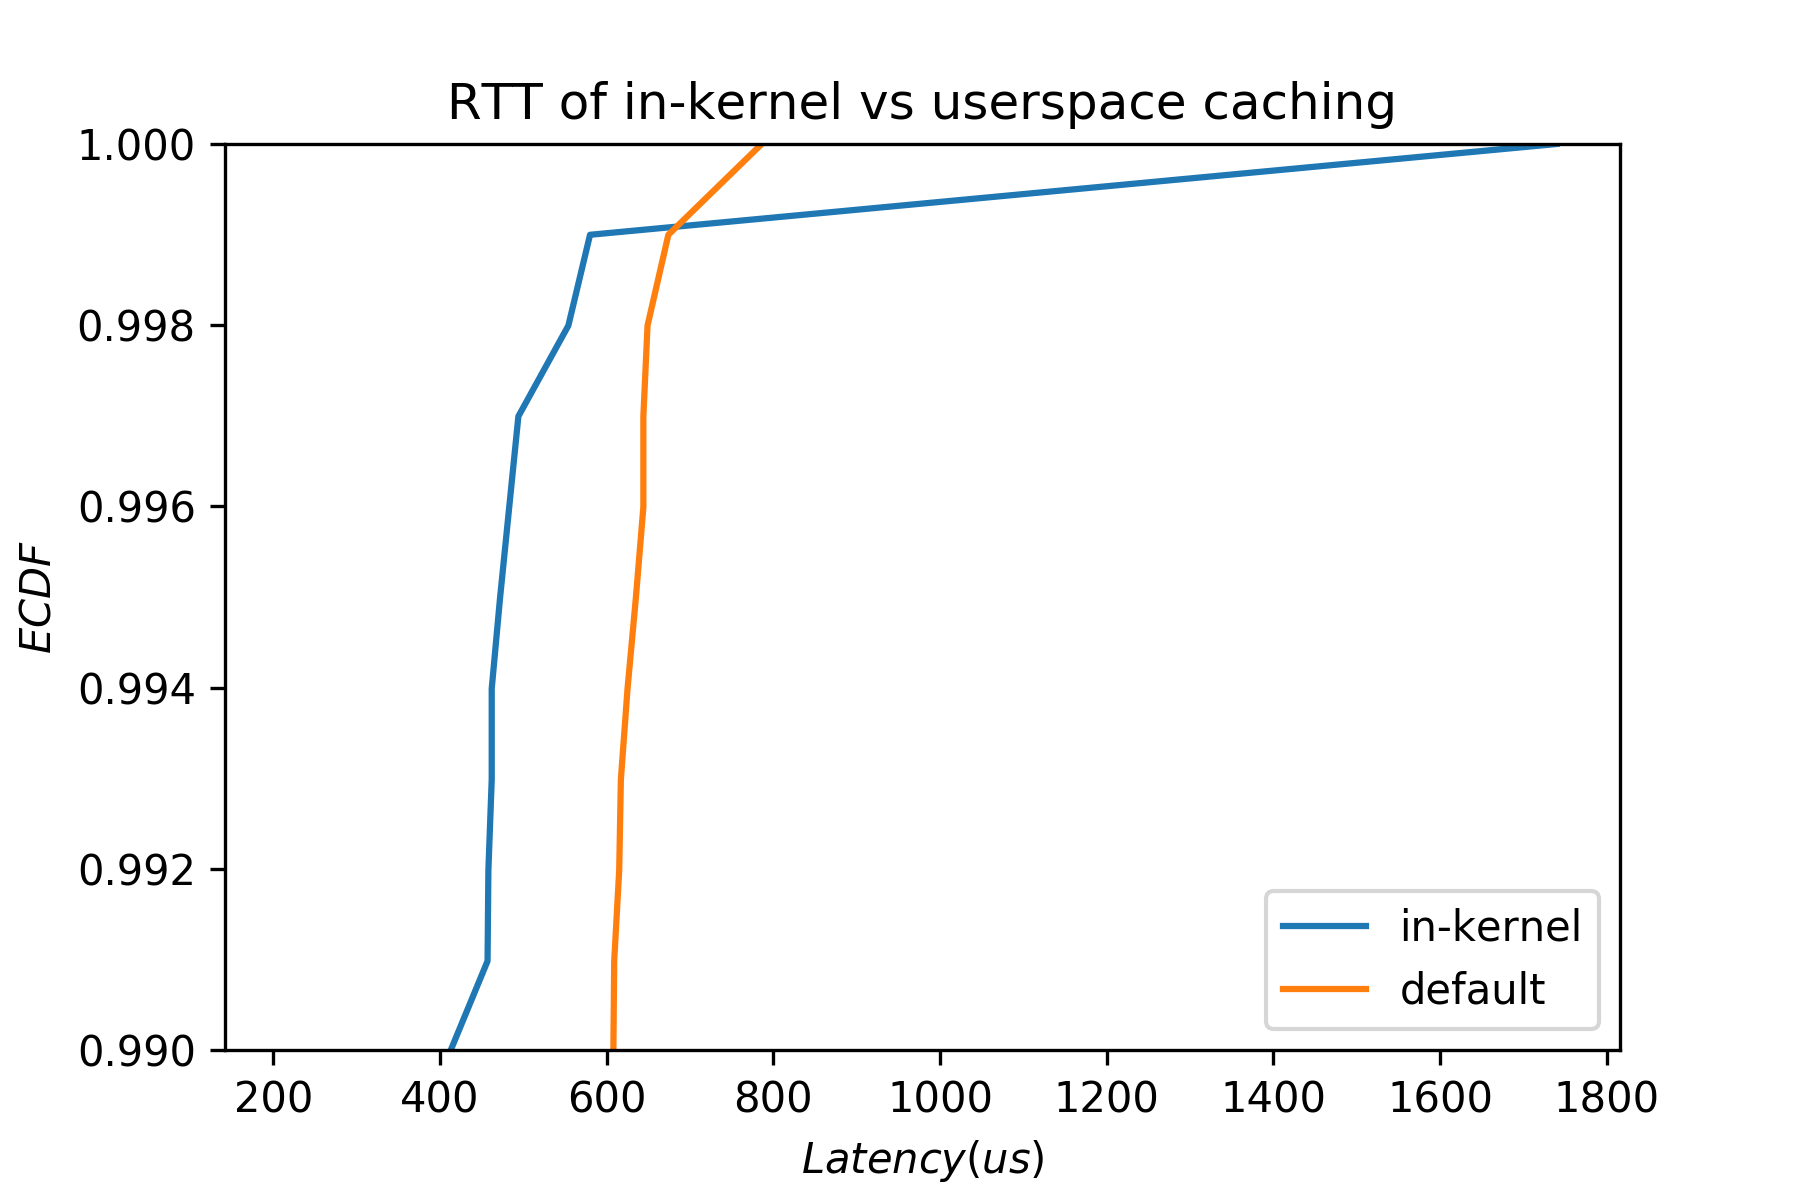 RTT of in-kernel vs userspace caching
1.000
0.998
0.996
0.994
0.992
0.990
ECDF
200 400 600 800 1000 1200 1400 1600 1800
Latency(us)
in-kernel
default